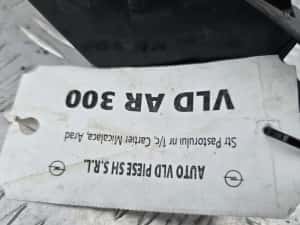 AUTO VLD PIESE SH S.R.L.
Str Pastorului nr 1/c, Cartier Micalaca, Arad
VLD AR 300